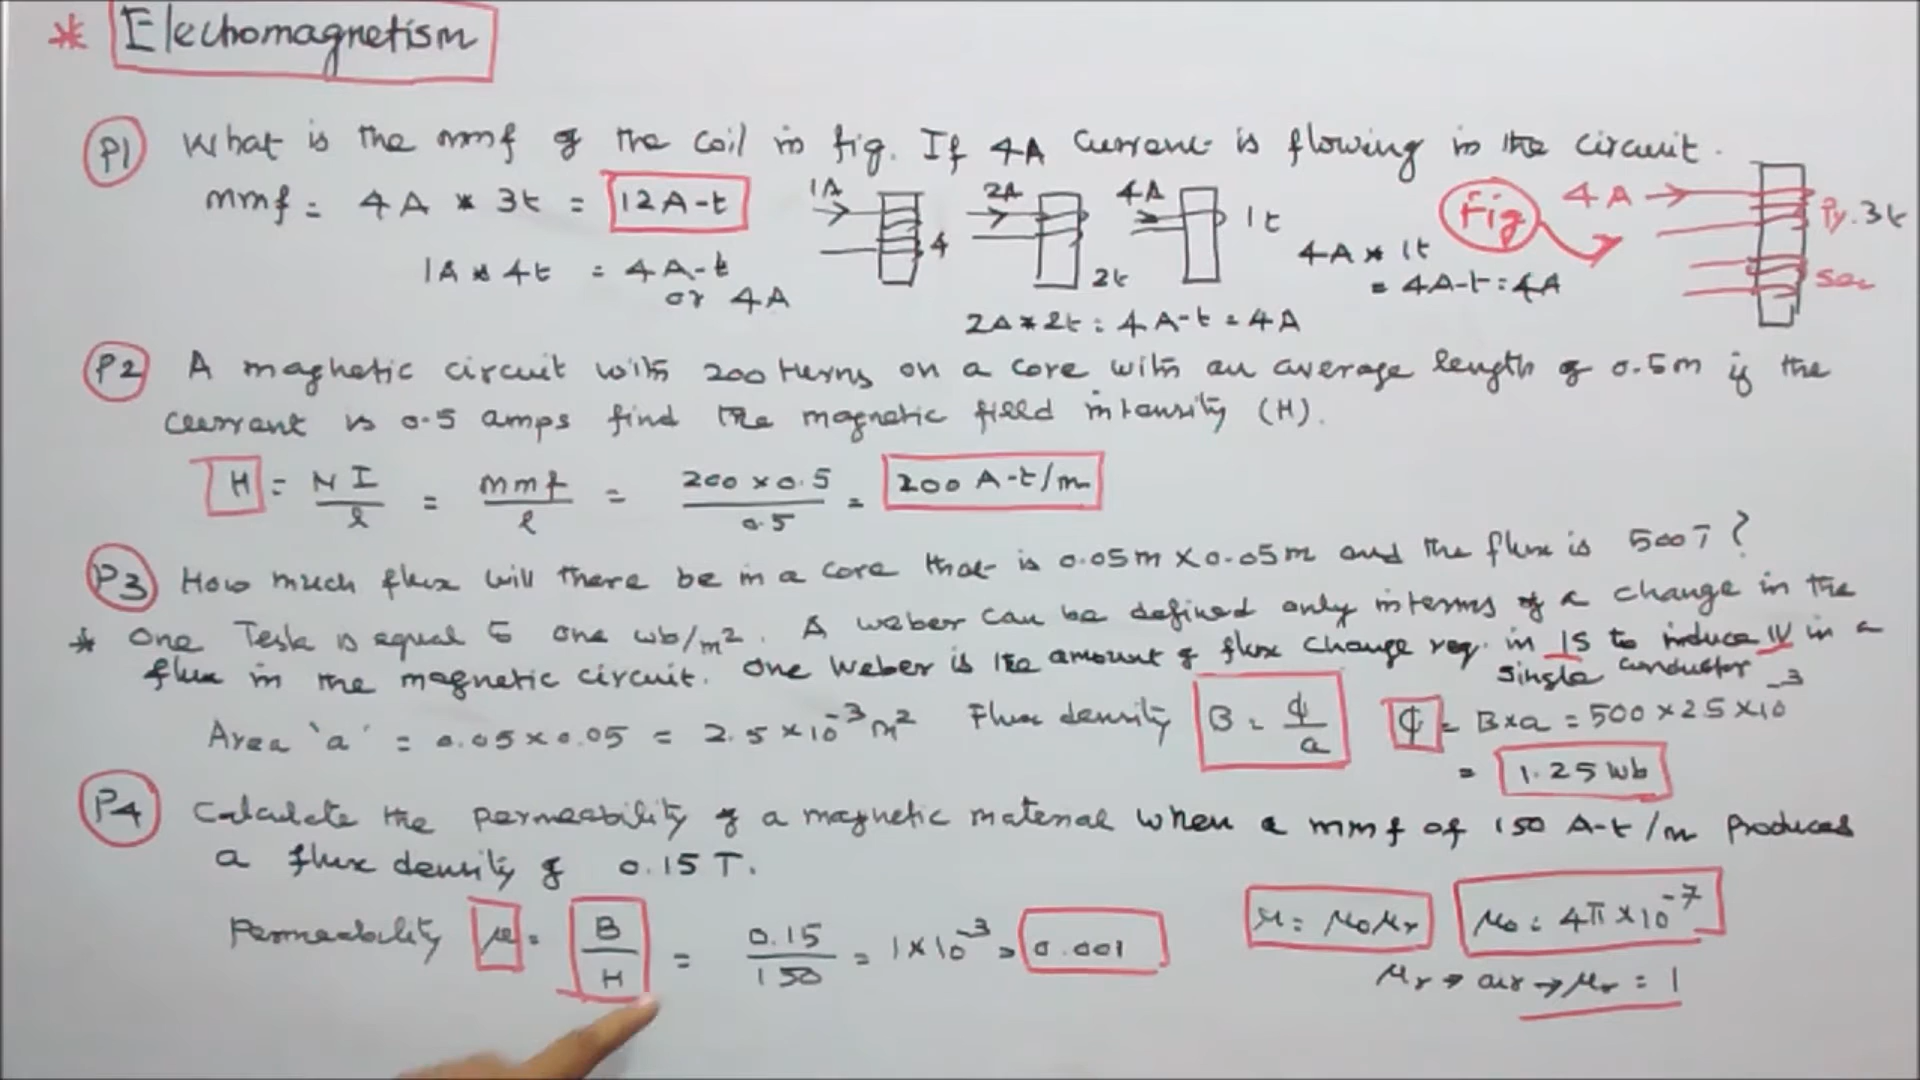 * Electromagnetism
P1 What is the mmf of the coil in fig. If 4A current is flowing in the circuit.
mmf = 4A * 3t = 12A-t
1A 4
2A 2t
4A 1t
Fig 4A Py. 3t
Sec
1A * 4t = 4A-t
or 4A
2A * 2t = 4A-t = 4A
4A * 1t
= 4A-t = 4A
P2 A magnetic circuit with 200 turns on a core with an average length of 0.5m if the
current is 0.5 amps find the magnetic field intensity (H).
H = NI/l = mmf/l = 200 x 0.5/0.5 = 200 A-t/m
P3 How much flux will there be in a core that is 0.05m x 0.05m and the flux is 500T?
* One Tesla is equal to one wb/m². A weber can be defined only interms of a change in the
flux in the magnetic circuit. One Weber is the amount of flux change req. in 1S to induce 1V in a
single conductor
Area 'a' = 0.05 x 0.05 = 2.5 x 10⁻³ m² Flux density B = ϕ/a ϕ = B x a = 500 x 25 x 10⁻³
= 1.25 wb
P4 Calculate the permeability of a magnetic material when a mmf of 150 A-t/m Produces
a flux density of 0.15 T.
Permeability μ = B/H = 0.15/150 = 1 x 10⁻³ = 0.001
μ = μ₀μr μ₀ = 4π x 10⁻⁷
μr → air → μr = 1